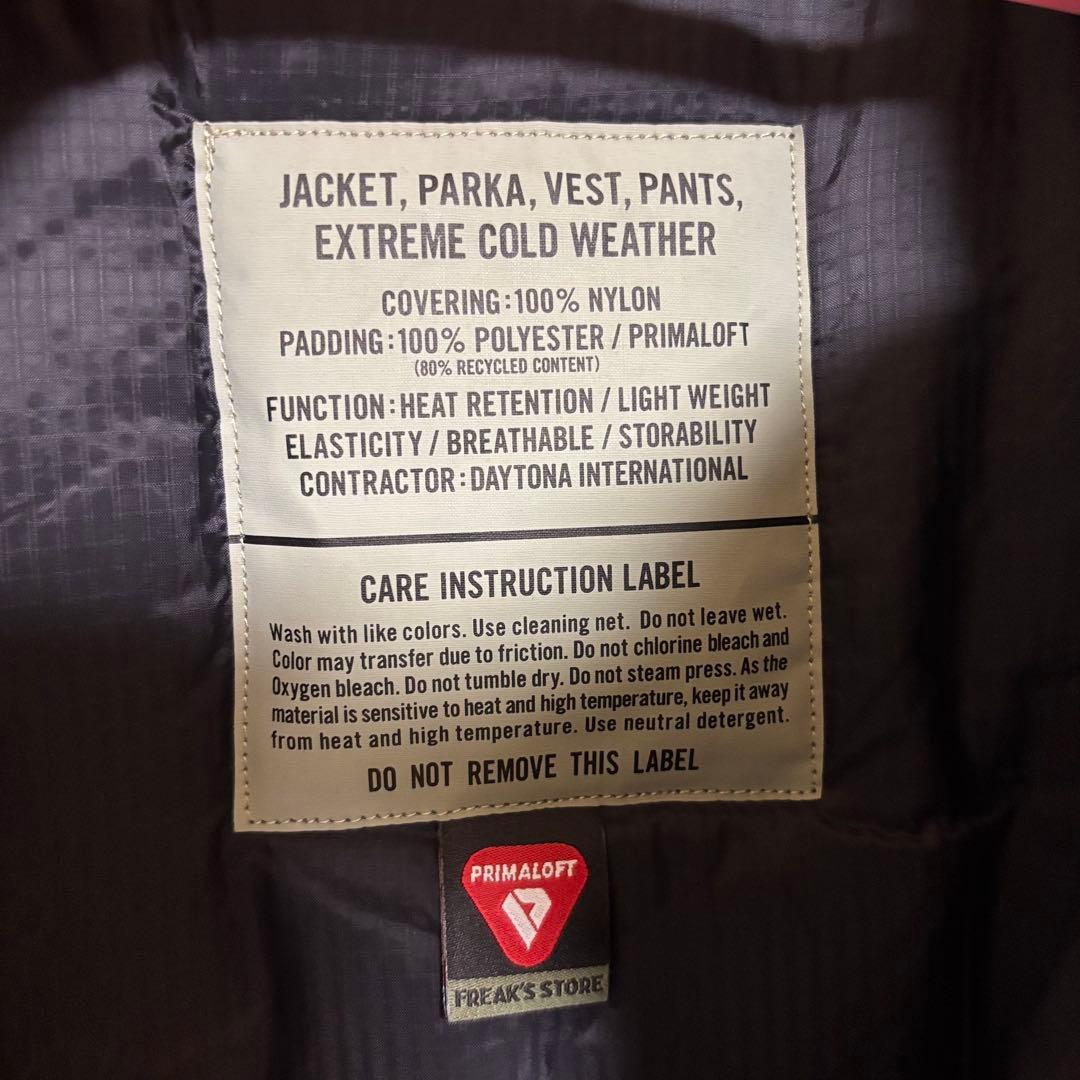 JACKET, PARKA, VEST, PANTS,
EXTREME COLD WEATHER
COVERING:100% NYLON
PADDING:100% POLYESTER / PRIMALOFT
(80% RECYCLED CONTENT)
FUNCTION:HEAT RETENTION / LIGHT WEIGHT
ELASTICITY / BREATHABLE / STORABILITY
CONTRACTOR:DAYTONA INTERNATIONAL
CARE INSTRUCTION LABEL
Wash with like colors. Use cleaning net. Do not leave wet.
Color may transfer due to friction. Do not chlorine bleach and
Oxygen bleach. Do not tumble dry. Do not steam press. As the
material is sensitive to heat and high temperature, keep it away
from heat and high temperature. Use neutral detergent.
DO NOT REMOVE THIS LABEL
PRIMALOFT
FREAK'S STORE